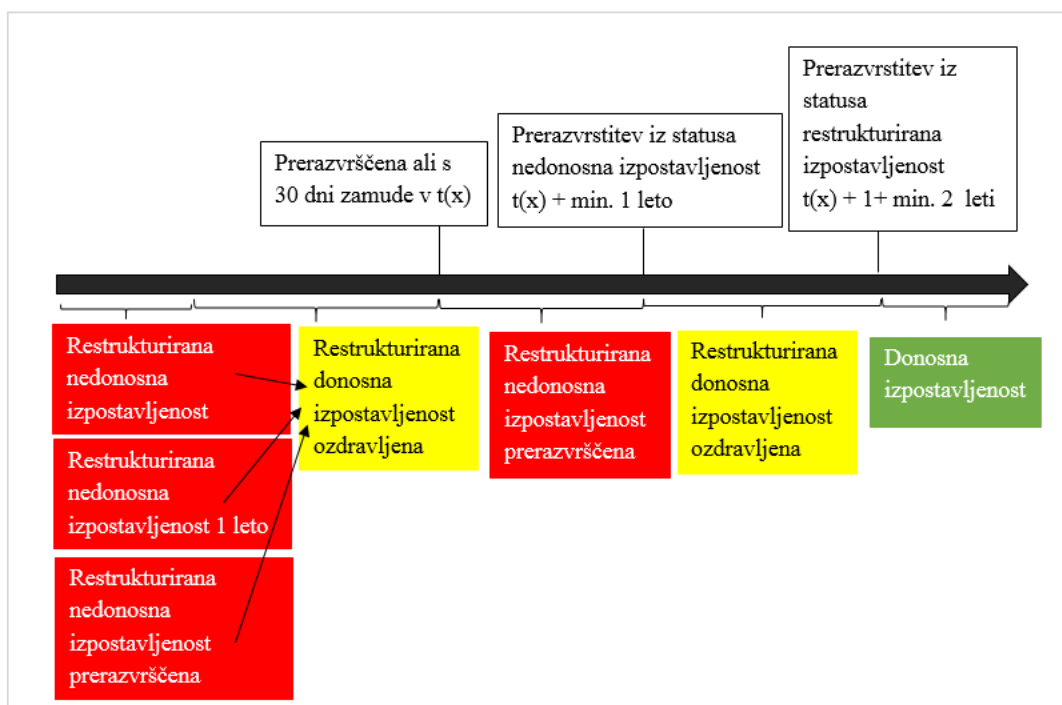 Prerazvrščena ali s
30 dni zamude v t(x)
Prerazvrstitev iz statusa
nedonosna izpostavljenost
t(x) + min. 1 leto
Prerazvrstitev iz
statusa
restrukturirana
izpostavljenost
t(x) + 1+ min. 2  leti
Restrukturirana
nedonosna
izpostavljenost
Restrukturirana
nedonosna
izpostavljenost 1 leto
Restrukturirana
nedonosna
izpostavljenost
prerazvrščena
Restrukturirana
donosna
izpostavljenost
ozdravljena
Restrukturirana
nedonosna
izpostavljenost
prerazvrščena
Restrukturirana
donosna
izpostavljenost
ozdravljena
Donosna
izpostavljenost